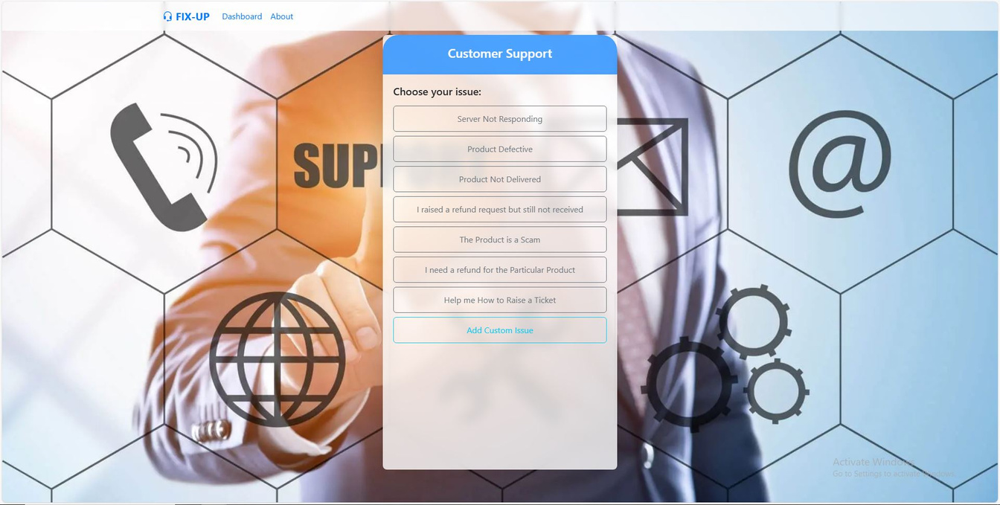 FIX-UP Dashboard About
Customer Support
Choose your issue:
Server Not Responding
Product Defective
SUPP
Product Not Delivered
@
I raised a refund request but still not received
The Product is a Scam
I need a refund for the Particular Product
Help me How to Raise a Ticket
Add Custom Issue
Activate Windows
Go to Settings to activate Windows.